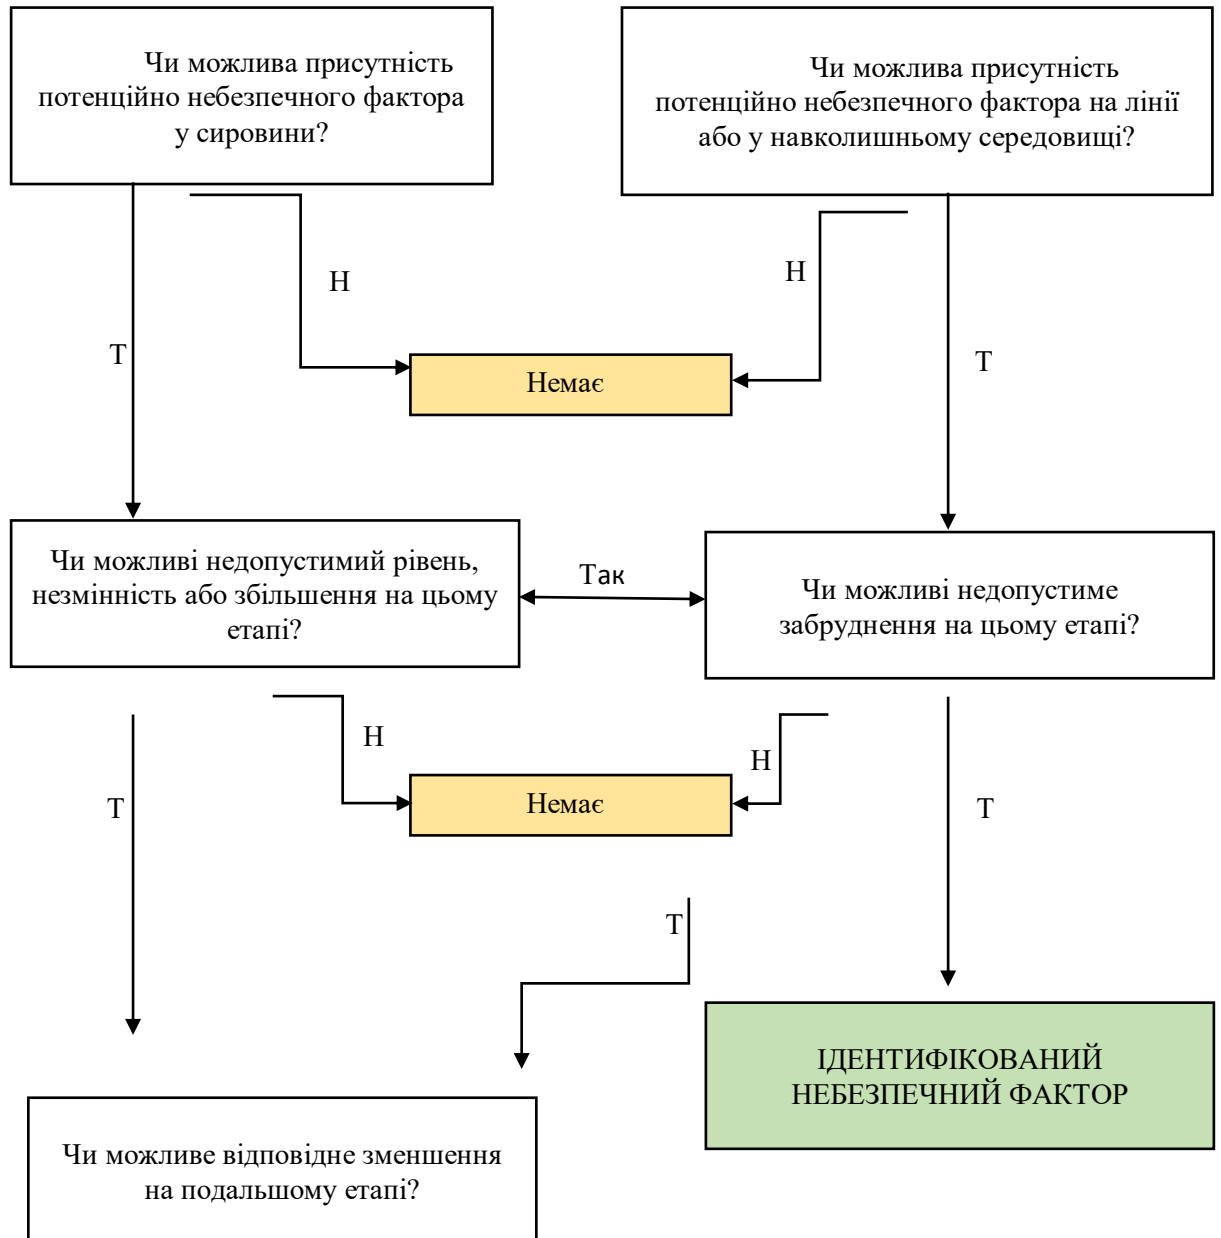 Чи можлива присутність
потенційно небезпечного фактора
у сировини?
Чи можлива присутність
потенційно небезпечного фактора на лінії
або у навколишньому середовищі?
Н
Н
Т
Т
Немає
Чи можливі недопустимий рівень,
незмінність або збільшення на цьому
етапі?
Так
Чи можливі недопустиме
забруднення на цьому етапі?
Н
Н
Т
Т
Немає
Т
ІДЕНТИФІКОВАНИЙ
НЕБЕЗПЕЧНИЙ ФАКТОР
Чи можливе відповідне зменшення
на подальшому етапі?